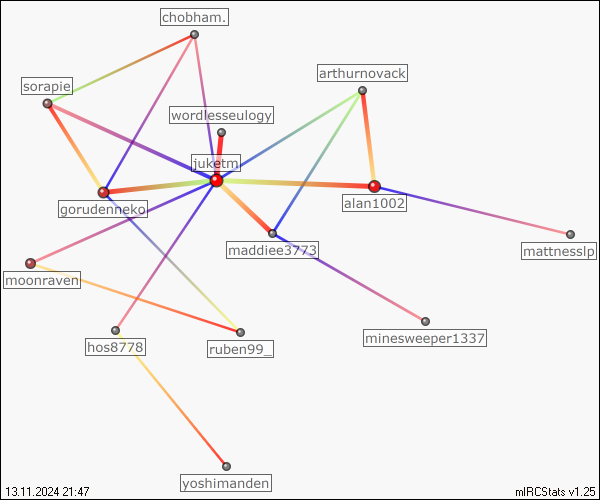 chobham.
arthurnovack
sorapie
wordlesseulogy
juketm
alan1002
gorudenneko
maddiee3773
mattnesslp
moonraven
minesweeper1337
hos8778
ruben99_
yoshimanden
13.11.2024 21:47
mIRCStats v1.25